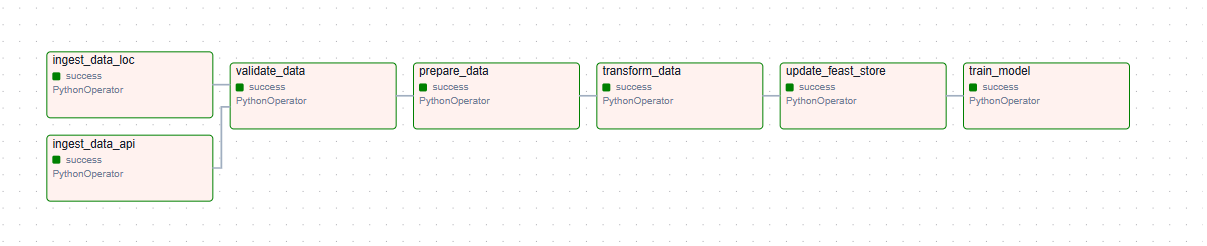 ingest_data_loc
success
PythonOperator
ingest_data_api
success
PythonOperator
validate_data
success
PythonOperator
prepare_data
success
PythonOperator
transform_data
success
PythonOperator
update_feast_store
success
PythonOperator
train_model
success
PythonOperator